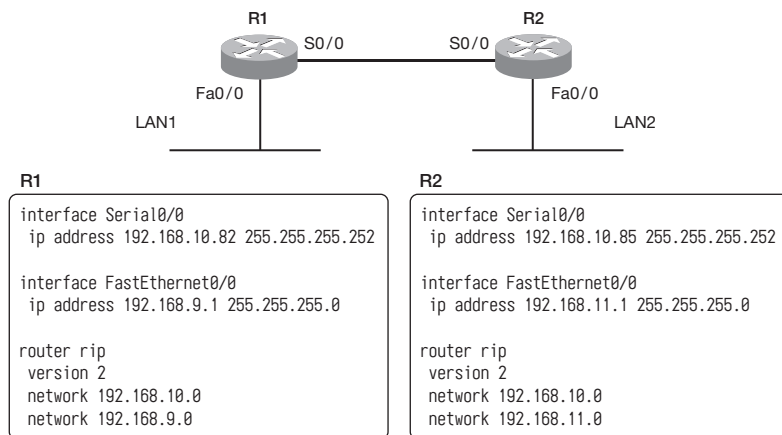 R1
R2
S0/0
S0/0
Fa0/0
Fa0/0
LAN1
LAN2
R1
interface Serial0/0
ip address 192.168.10.82 255.255.255.252
interface FastEthernet0/0
ip address 192.168.9.1 255.255.255.0
router rip
version 2
network 192.168.10.0
network 192.168.9.0
R2
interface Serial0/0
ip address 192.168.10.85 255.255.255.252
interface FastEthernet0/0
ip address 192.168.11.1 255.255.255.0
router rip
version 2
network 192.168.10.0
network 192.168.11.0